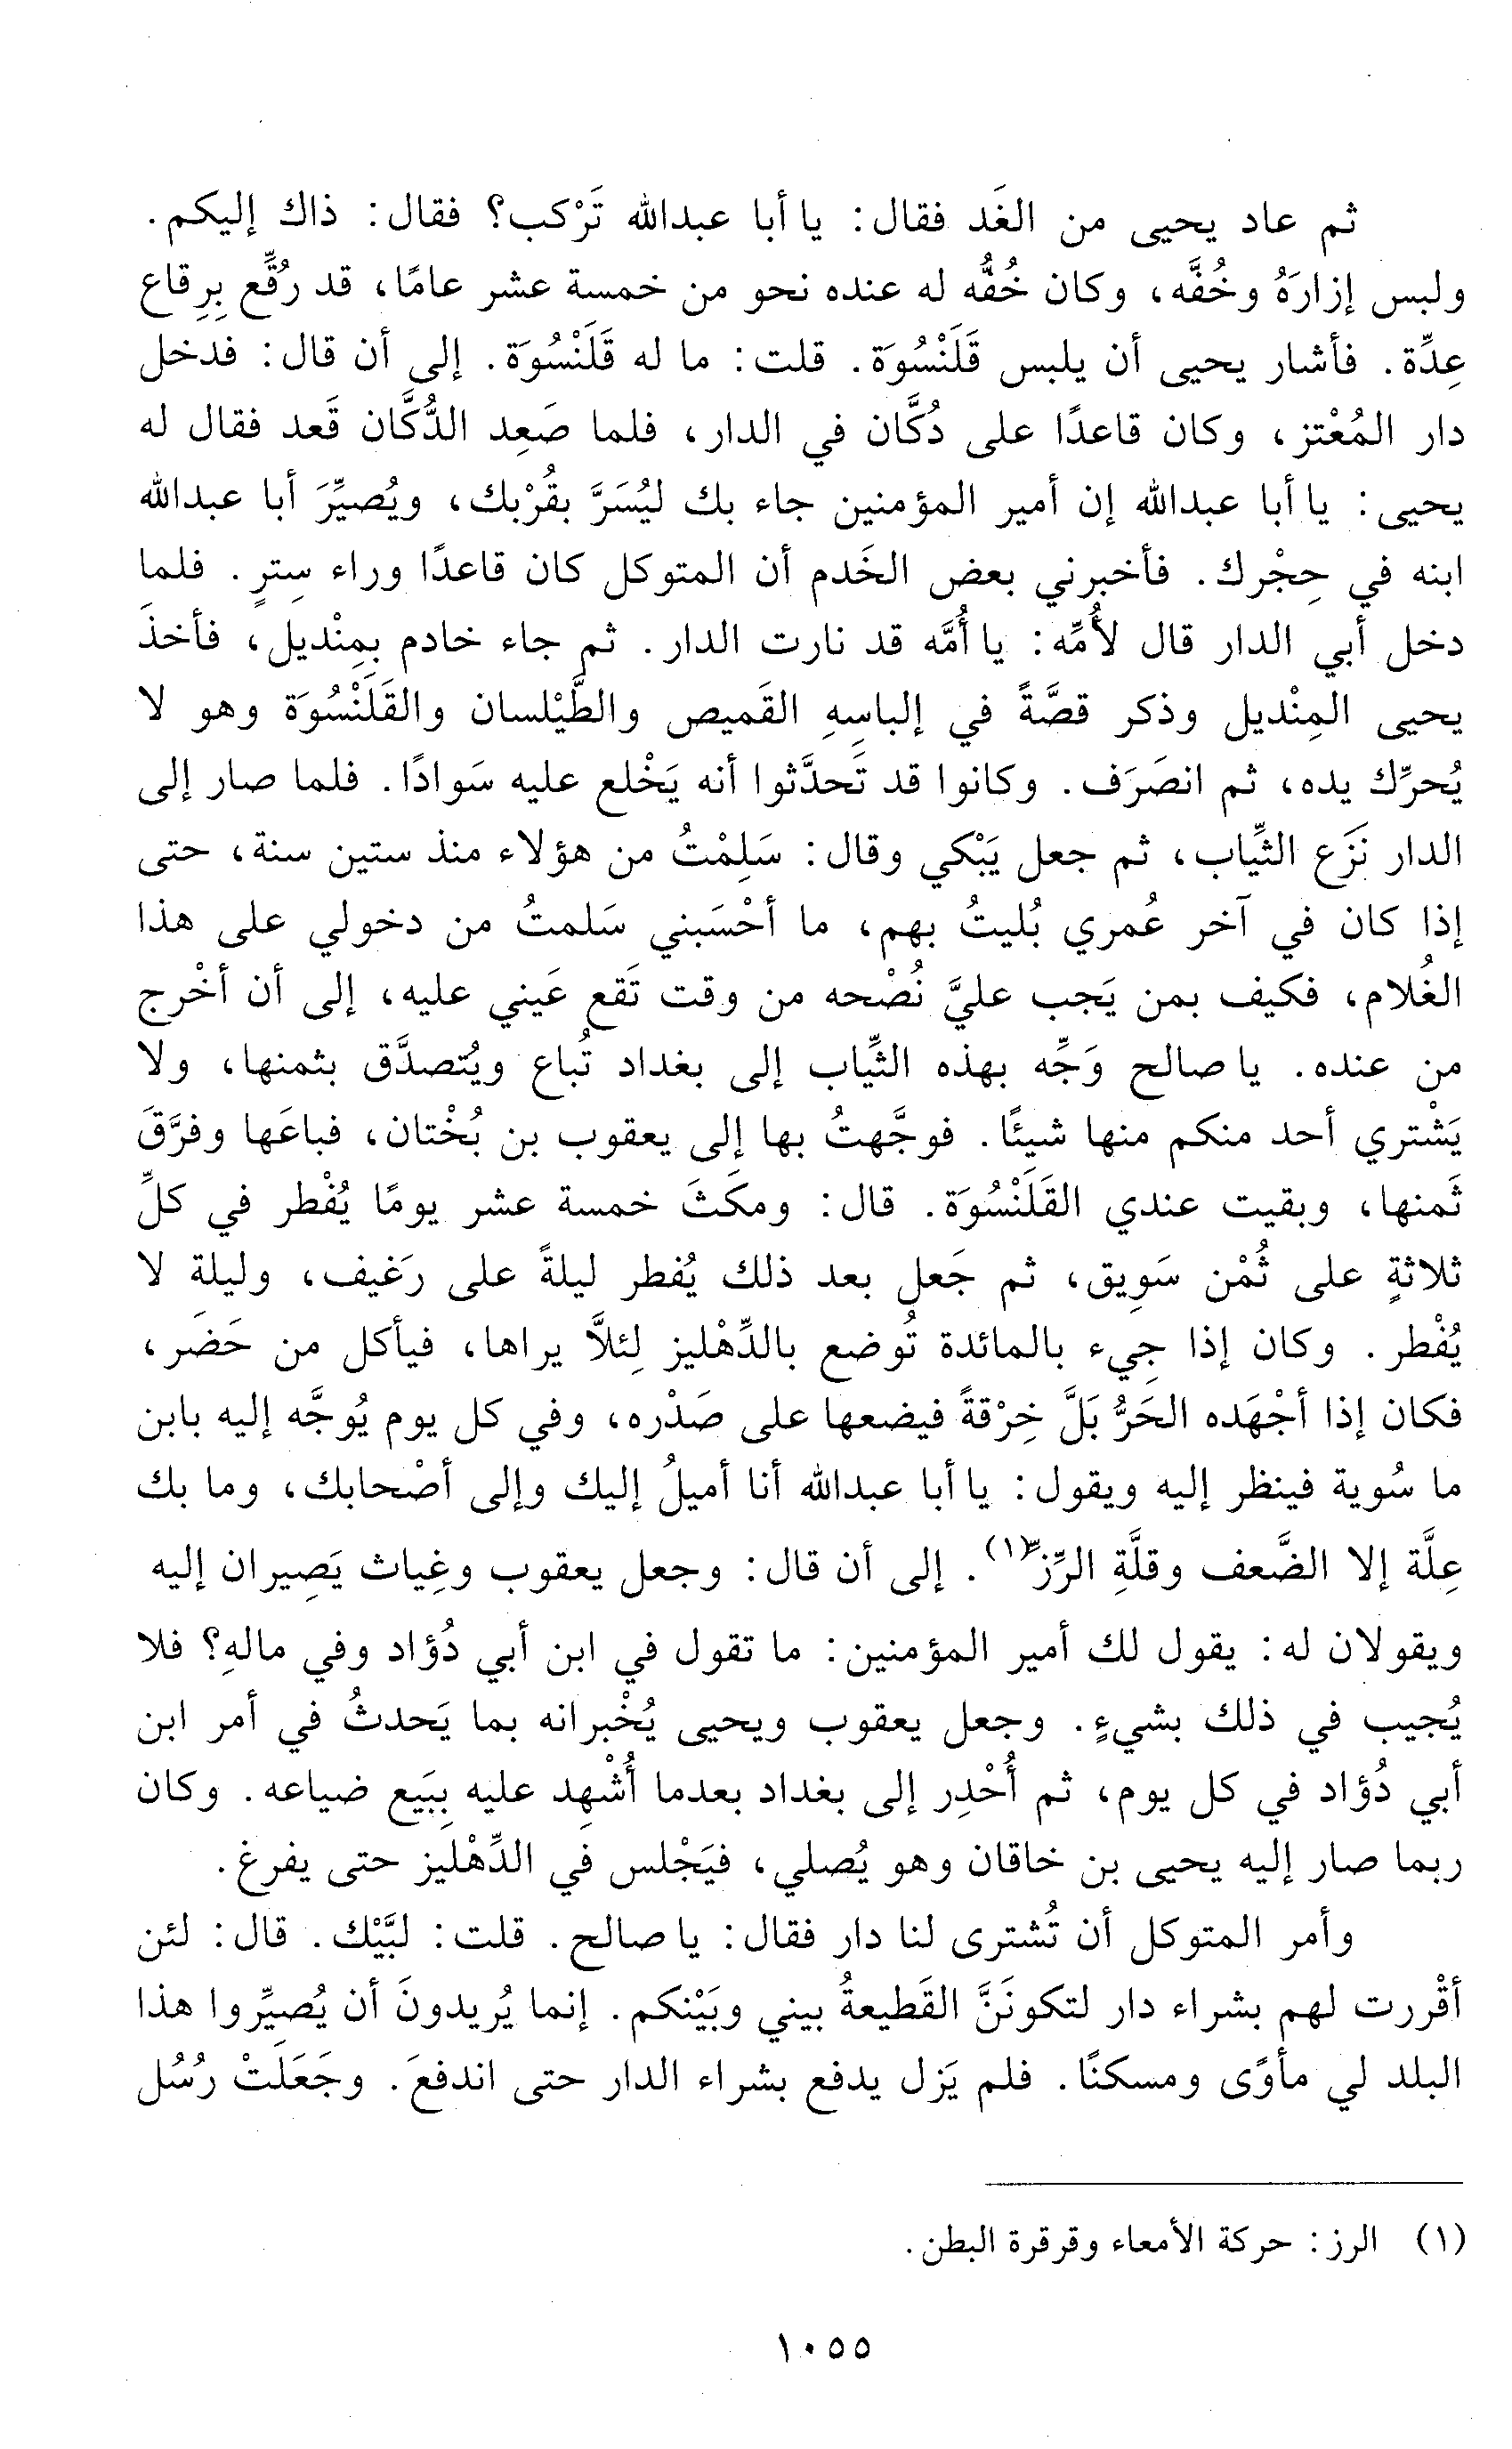 ثم عاد يحيى من الغَد فقال: يا أبا عبدالله تَرْكب؟ فقال: ذاك إليكم.
ولبس إزارَهُ وخُفَّه، وكان خُفُّه له عنده نحو من خمسة عشر عامًا، قد رُقِّع بِرِقاع
عِدِّة. فأشار يحيى أن يلبس قَلَنْسُوَة. قلت: ما له قَلَنْسُوَة. إلى أن قال: فدخل
دار المُعْتز، وكان قاعدًا على دُكَّان في الدار، فلما صَعِد الدُّكَّان قَعد فقال له
يحيى: يا أبا عبدالله إن أمير المؤمنين جاء بك ليُسَرَّ بقُرْبك، ويُصيِّرَ أبا عبدالله
ابنه في حِجْرك. فأخبرني بعض الخَدم أن المتوكل كان قاعدًا وراء سِترٍ. فلما
دخل أبي الدار قال لأُمِّه: يا أُمَّه قد نارت الدار. ثم جاء خادم بِمِنْديل، فأخذَ
يحيى المِنْديل وذكر قصَّةً في إلباسِهِ القَميص والطَّيْلسان والقَلَنْسُوَة وهو لا
يُحرِّك يده، ثم انصَرَف. وكانوا قد تَحدَّثوا أنه يَخْلع عليه سَوادًا. فلما صار إلى
الدار نَزَع الثِّياب، ثم جعل يَبْكي وقال: سَلِمْتُ من هؤلاء منذ ستين سنة، حتى
إذا كان في آخر عُمري بُليتُ بهم، ما أحْسَبني سَلمتُ من دخولي على هذا
الغُلام، فكيف بمن يَجب عليَّ نُصْحه من وقت تَقع عَيني عليه، إلى أن أخْرج
من عنده. يا صالح وَجِّه بهذه الثِّياب إلى بغداد تُباع ويُتصدَّق بثمنها، ولا
يَشْتري أحد منكم منها شيئًا. فوجَّهتُ بها إلى يعقوب بن بُخْتان، فباعَها وفرَّقَ
ثَمنها، وبقيت عندي القَلَنْسُوَة. قال: ومكَثَ خمسة عشر يومًا يُفْطر في كلِّ
ثلاثةٍ على ثُمْن سَوِيق، ثم جَعل بعد ذلك يُفطر ليلةً على رَغيف، وليلة لا
يُفْطر. وكان إذا جِيء بالمائدة تُوضع بالدِّهْليز لِئلاَّ يراها، فيأكل من حَضَر،
فكان إذا أجْهَده الحَرُّ بَلَّ خِرْقةً فيضعها على صَدْره، وفي كل يوم يُوجَّه إليه بابن
ما سُوية فينظر إليه ويقول: يا أبا عبدالله أنا أميلُ إليك وإلى أصْحابك، وما بك
عِلَّة إلا الضَّعف وقلَّةِ الرِّز(١). إلى أن قال: وجعل يعقوب وغِياث يَصِيران إليه
ويقولان له: يقول لك أمير المؤمنين: ما تقول في ابن أبي دُؤاد وفي مالهِ؟ فلا
يُجيب في ذلك بشيءٍ. وجعل يعقوب ويحيى يُخْبرانه بما يَحدثُ في أمر ابن
أبي دُؤاد في كل يوم، ثم أُحْدِر إلى بغداد بعدما أُشْهِد عليه بِبَيع ضياعه. وكان
ربما صار إليه يحيى بن خاقان وهو يُصلي، فيَجْلس في الدِّهْليز حتى يفرغ.
وأمر المتوكل أن تُشترى لنا دار فقال: يا صالح. قلت: لبَّيْك. قال: لئن
أقْررت لهم بشراء دار لتكونَنَّ القَطيعةُ بيني وبَيْنكم. إنما يُريدونَ أن يُصيِّروا هذا
البلد لي مأوًى ومسكنًا. فلم يَزل يدفع بشراء الدار حتى اندفعَ. وجَعَلَتْ رُسُل
(١) الرز: حركة الأمعاء وقرقرة البطن.
١٠٥٥